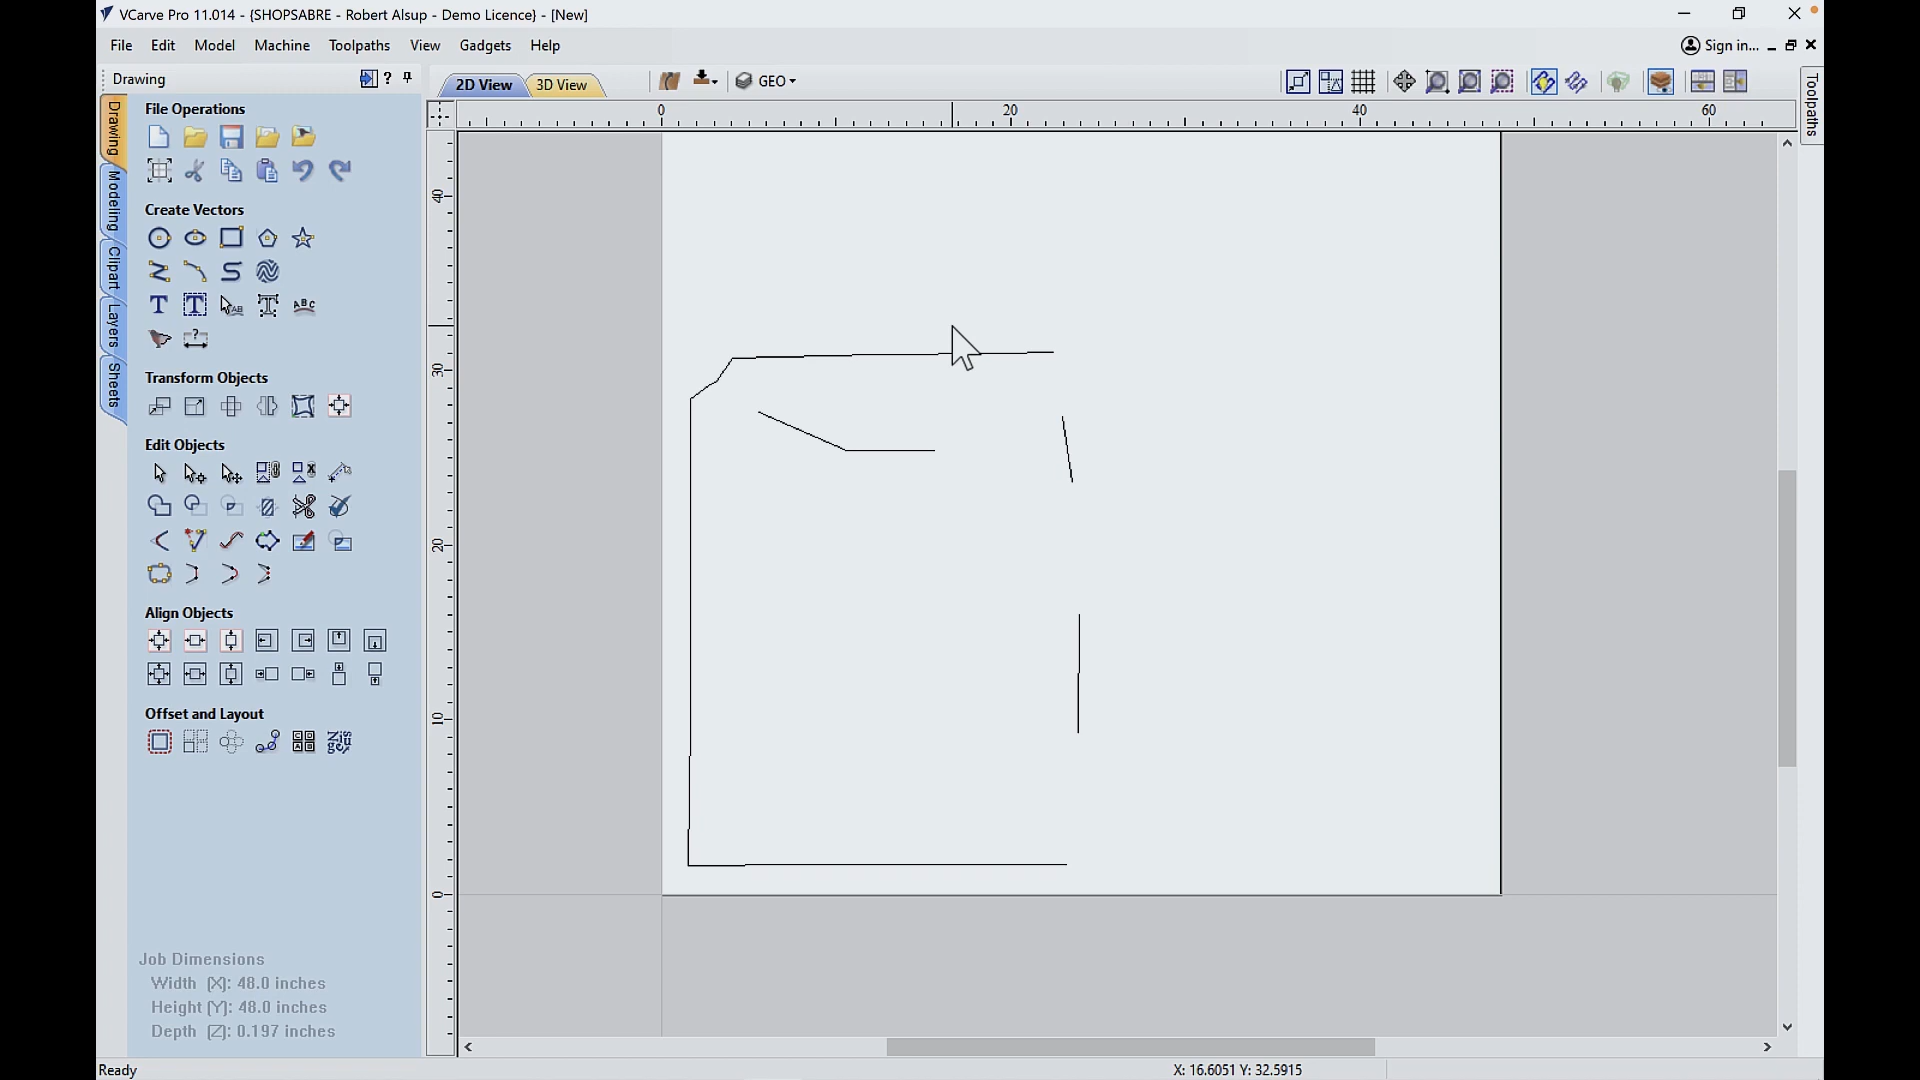 VCarve Pro 11.014 - {SHOPSABRE - Robert Alsup - Demo Licence} - [New]
File Edit Model Machine Toolpaths View Gadgets Help
Sign in...
Drawing
2D View
3D View
GEO
Toolpaths
Drawing
Modeling
Clipart
Layers
Sheets
File Operations
Create Vectors
Transform Objects
Edit Objects
Align Objects
Offset and Layout
0 20 40 60
40
30
20
10
0
Job Dimensions
Width (X): 48.0 inches
Height (Y): 48.0 inches
Depth (Z): 0.197 inches
Ready
X: 16.6051 Y: 32.5915